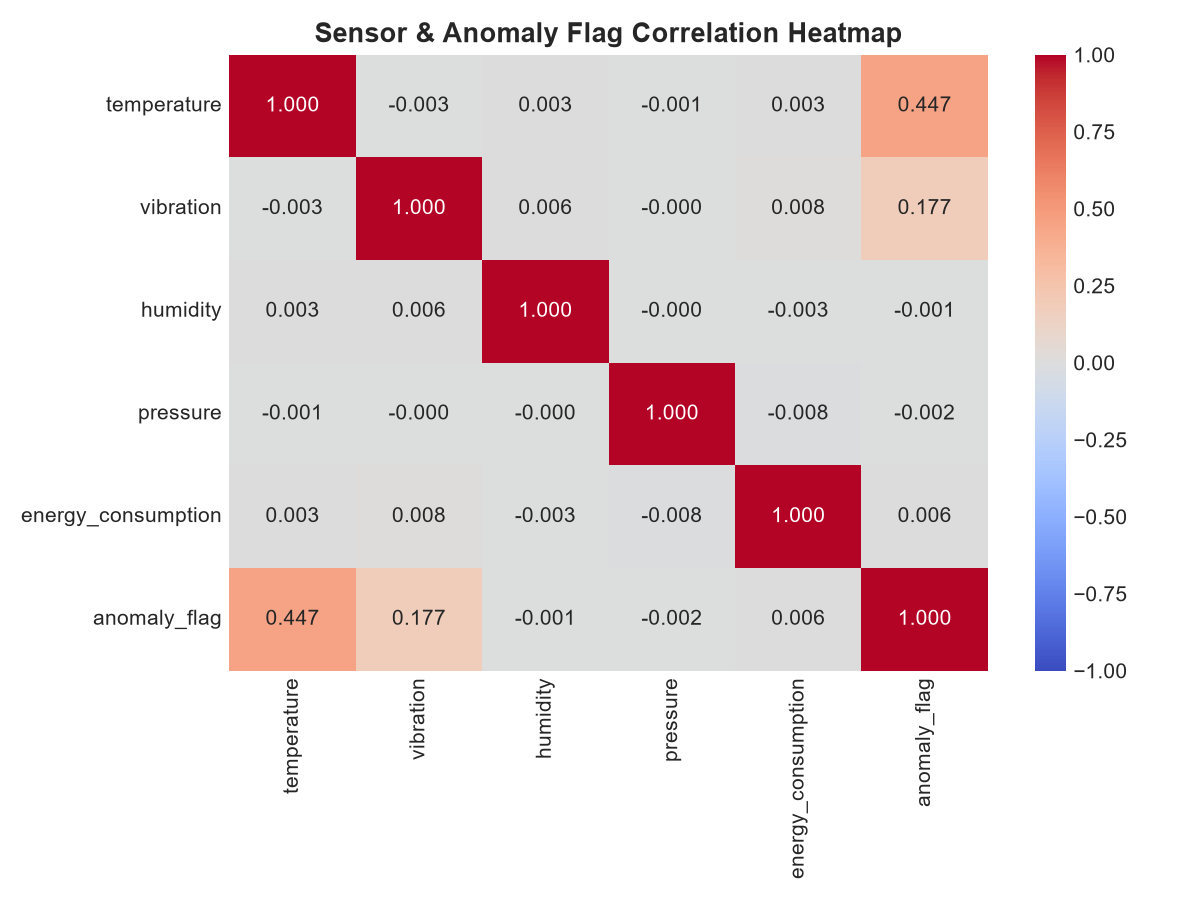 Sensor & Anomaly Flag Correlation Heatmap
temperature 1.000 -0.003 0.003 -0.001 0.003 0.447
vibration -0.003 1.000 0.006 -0.000 0.008 0.177
humidity 0.003 0.006 1.000 -0.000 -0.003 -0.001
pressure -0.001 -0.000 -0.000 1.000 -0.008 -0.002
energy_consumption 0.003 0.008 -0.003 -0.008 1.000 0.006
anomaly_flag 0.447 0.177 -0.001 -0.002 0.006 1.000
temperature
vibration
humidity
pressure
energy_consumption
anomaly_flag
1.00
0.75
0.50
0.25
0.00
−0.25
−0.50
−0.75
−1.00